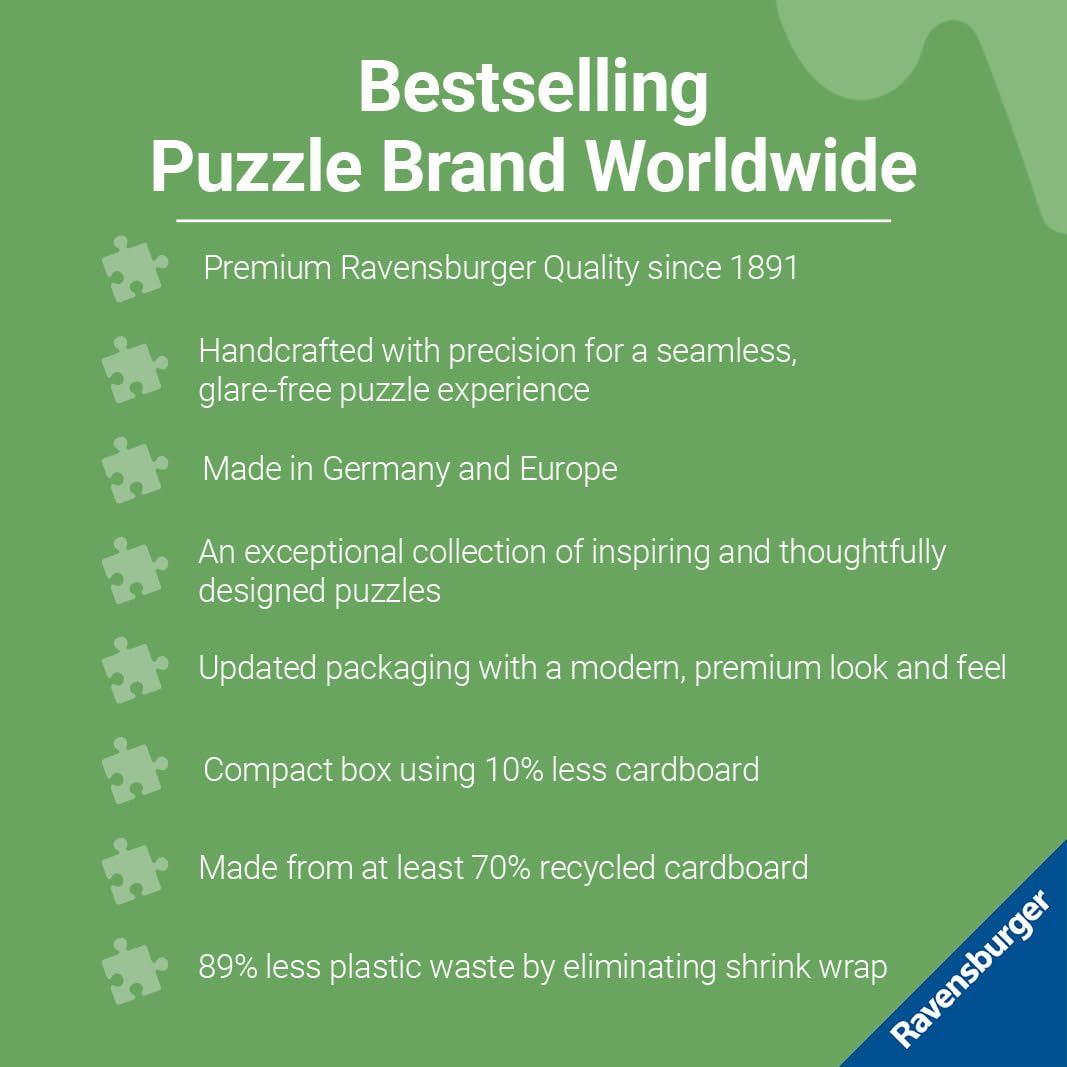 Bestselling
Puzzle Brand Worldwide
Premium Ravensburger Quality since 1891
Handcrafted with precision for a seamless,
glare-free puzzle experience
Made in Germany and Europe
An exceptional collection of inspiring and thoughtfully
designed puzzles
Updated packaging with a modern, premium look and feel
Compact box using 10% less cardboard
Made from at least 70% recycled cardboard
89% less plastic waste by eliminating shrink wrap
Ravensburger